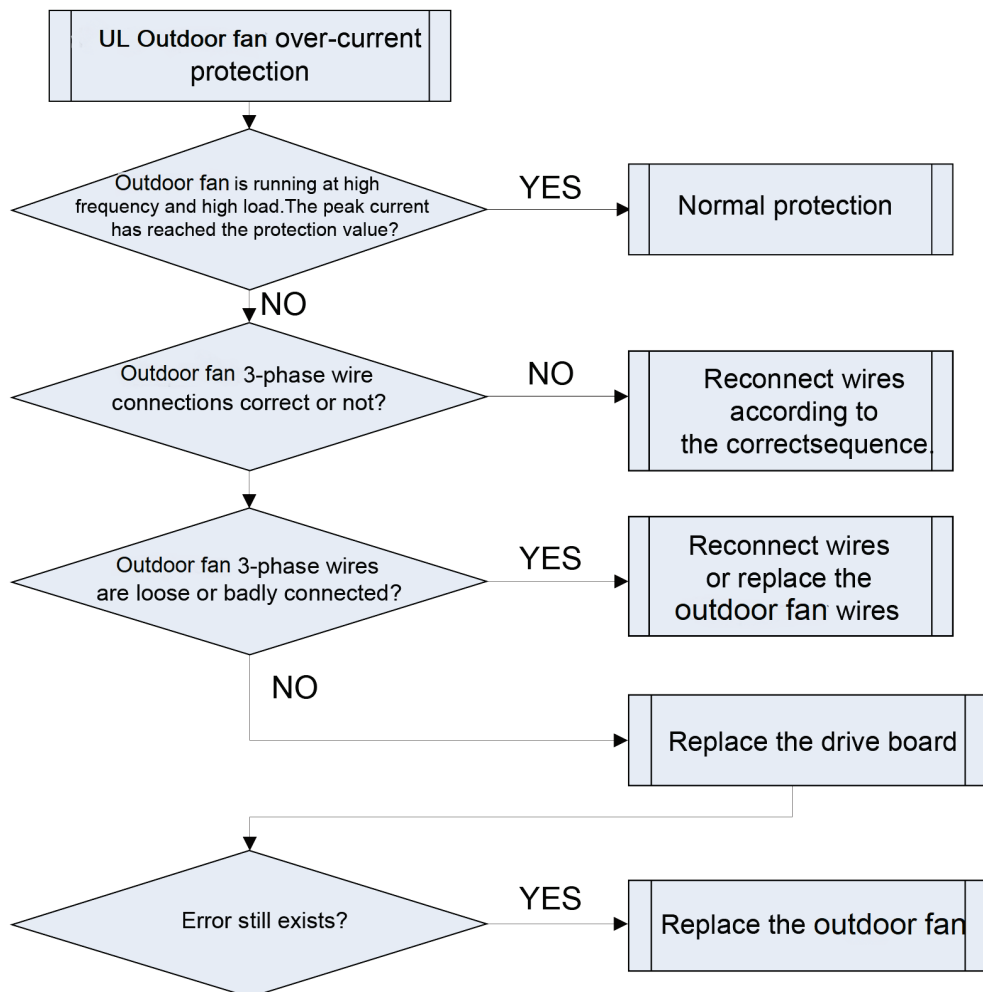 UL Outdoor fan over-current
protection
Outdoor fan is running at high
frequency and high load.The peak current
has reached the protection value?
YES
Normal protection
NO
Outdoor fan 3-phase wire
connections correct or not?
NO
Reconnect wires
according to
the correctsequence.
Outdoor fan 3-phase wires
are loose or badly connected?
YES
Reconnect wires
or replace the
outdoor fan wires
NO
Replace the drive board
Error still exists?
YES
Replace the outdoor fan